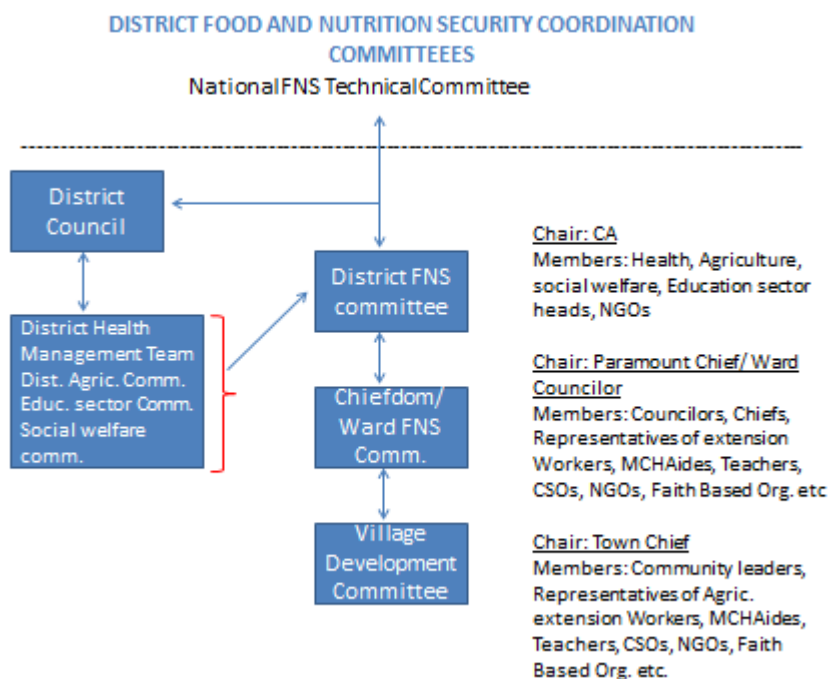 DISTRICT FOOD AND NUTRITION SECURITY COORDINATION
COMMITTEEES
National FNS Technical Committee
District
Council
District Health
Management Team
Dist. Agric. Comm.
Educ. sector Comm.
Social welfare
comm.
District FNS
committee
Chiefdom/
Ward FNS
Comm.
Village
Development
Committee
Chair: CA
Members: Health, Agriculture,
social welfare, Education sector
heads, NGOs
Chair: Paramount Chief/ Ward
Councilor
Members: Councilors, Chiefs,
Representatives of extension
Workers, MCHAides, Teachers,
CSOs, NGOs, Faith Based Org. etc
Chair: Town Chief
Members: Community leaders,
Representatives of Agric.
extension Workers, MCHAides,
Teachers, CSOs, NGOs, Faith
Based Org. etc.